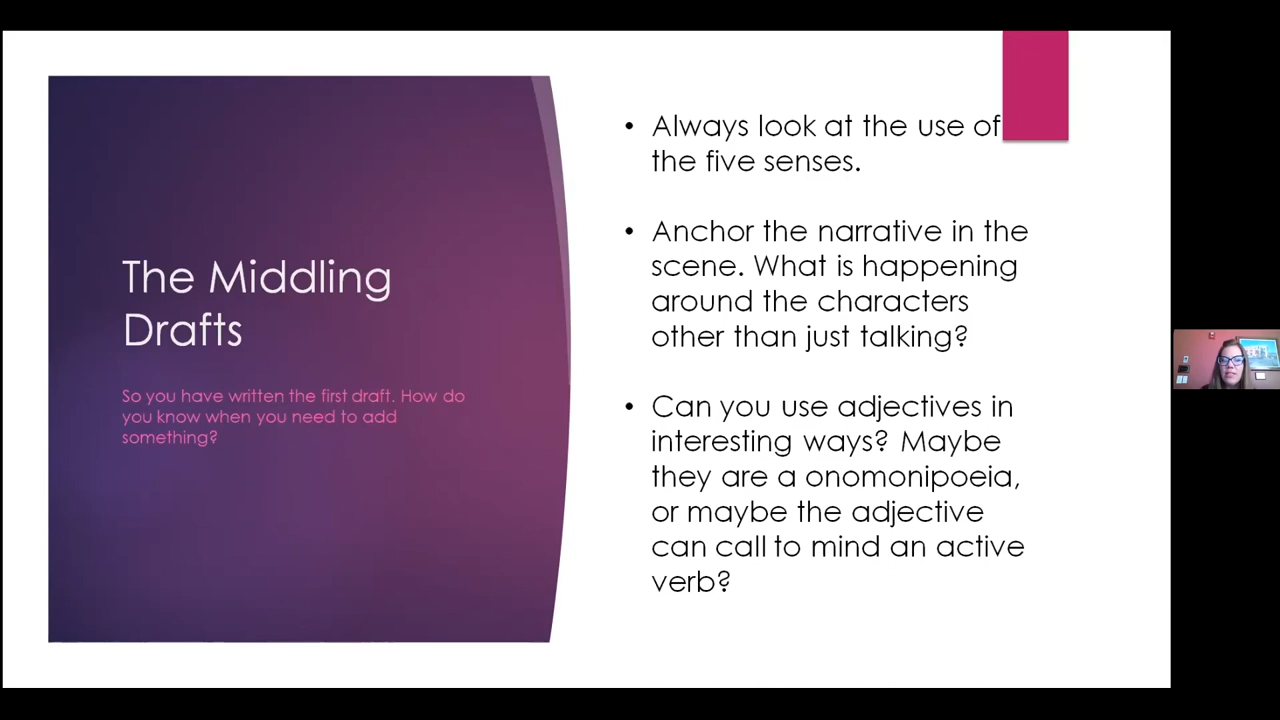 The Middling
Drafts
So you have written the first draft. How do
you know when you need to add
something?
• Always look at the use of
the five senses.
• Anchor the narrative in the
scene. What is happening
around the characters
other than just talking?
• Can you use adjectives in
interesting ways? Maybe
they are a onomonipoeia,
or maybe the adjective
can call to mind an active
verb?